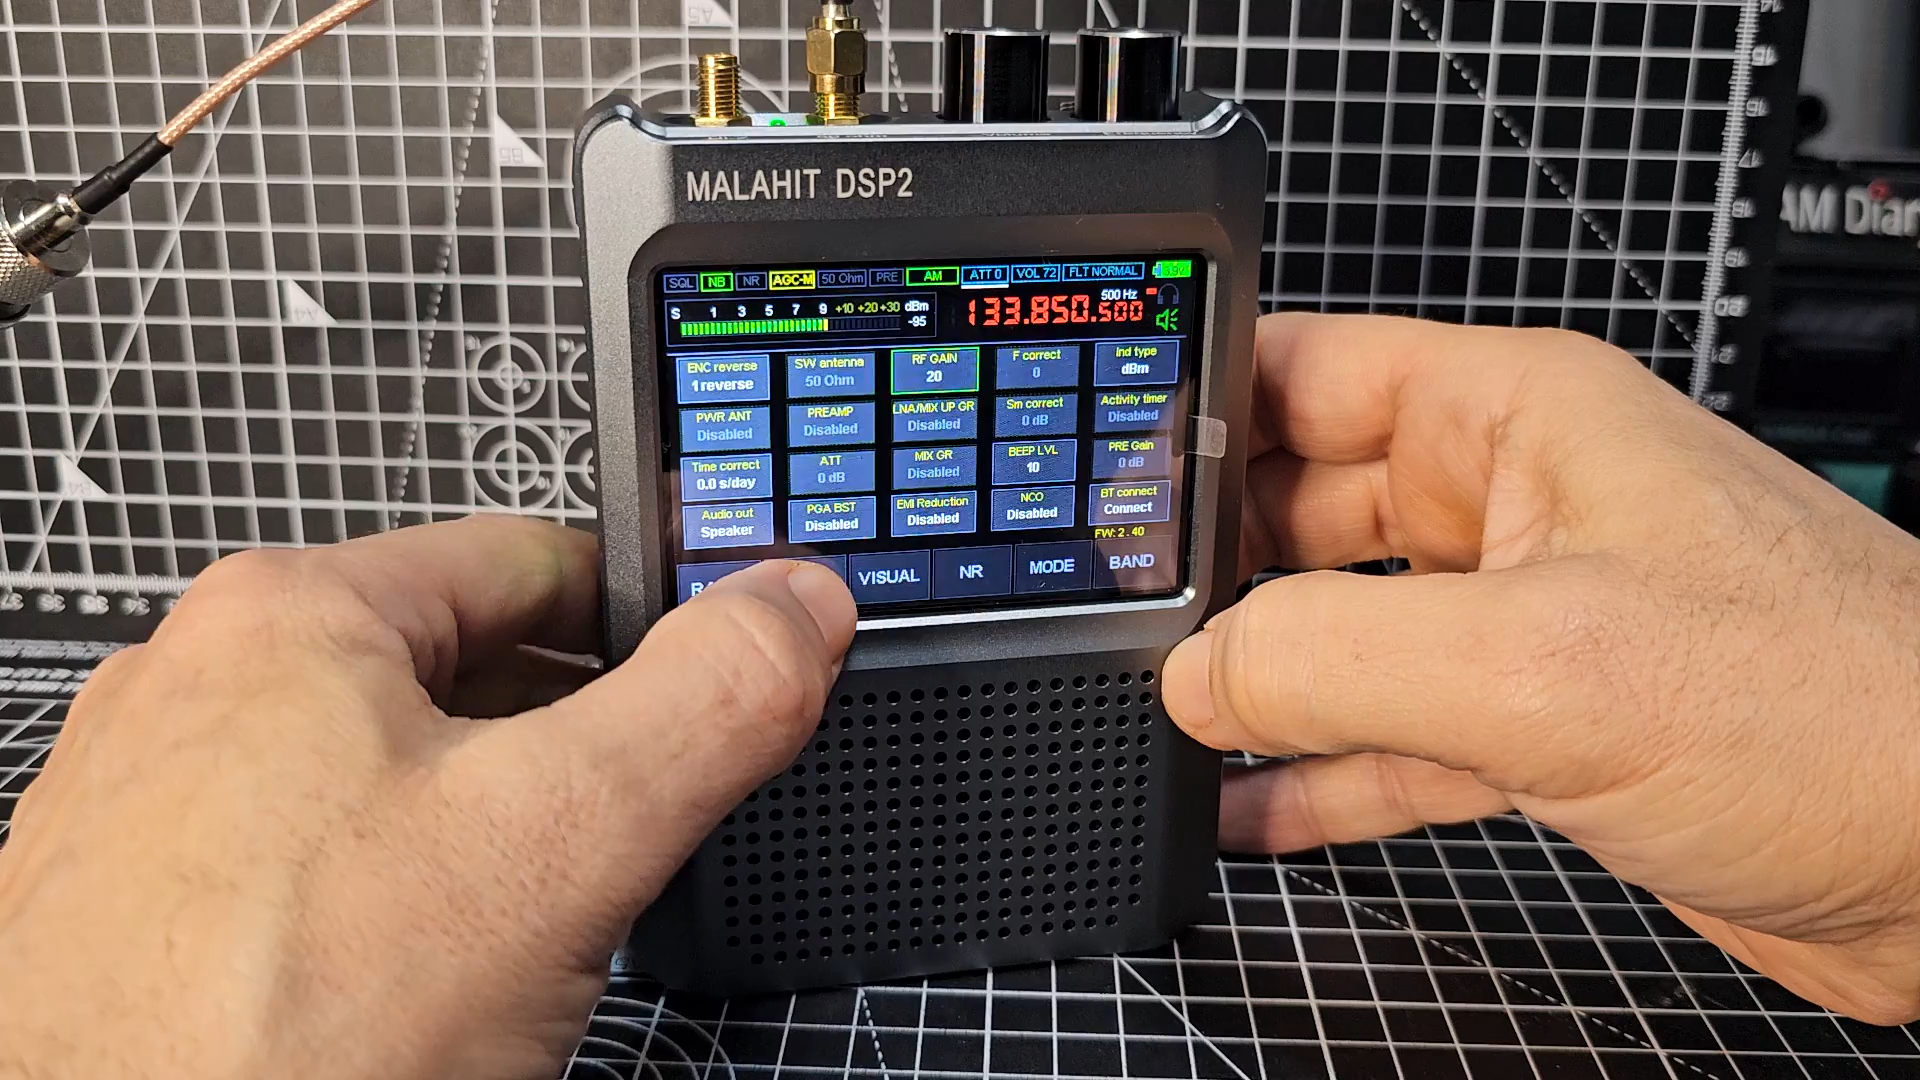 MALAHIT DSP2
SQL NB NR AGC-M 50 Ohm PRE AM ATT 0 VOL 72 FLT NORMAL
S 1 3 5 7 9 +10 +20 +30 dBm
-95
500 Hz
133.850.500
ENC reverse
1 reverse
SW antenna
50 Ohm
RF GAIN
20
F correct
0
Ind type
dBm
PWR ANT
Disabled
PREAMP
Disabled
LNA/MIX UP GR
Disabled
Sm correct
0 dB
Activity timer
Disabled
Time correct
0.0 s/day
ATT
0 dB
MIX GR
Disabled
BEEP LVL
10
PRE Gain
0 dB
Audio out
Speaker
PGA BST
Disabled
EMI Reduction
Disabled
NCO
Disabled
BT connect
Connect
FW: 2.40
VISUAL NR MODE BAND
AM Diary